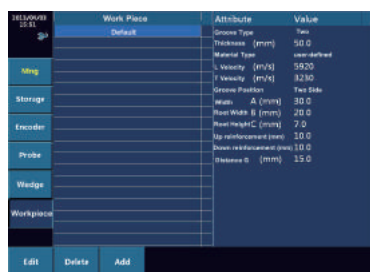 2013/04/03
15:51
Work Piece
Attribute Value
Default
Groove Type Two
Thickness (mm) 50.0
Material Type user-defined
L Velocity (m/s) 5920
T Velocity (m/s) 3230
Groove Position Two Side
Width A (mm) 30.0
Root Width B (mm) 20.0
Root Height C (mm) 7.0
Up reinforcement (mm) 10.0
Down reinforcement (mm) 10.0
Distance G (mm) 15.0
Mng
Storage
Encoder
Probe
Wedge
Workpiece
Edit Delete Add